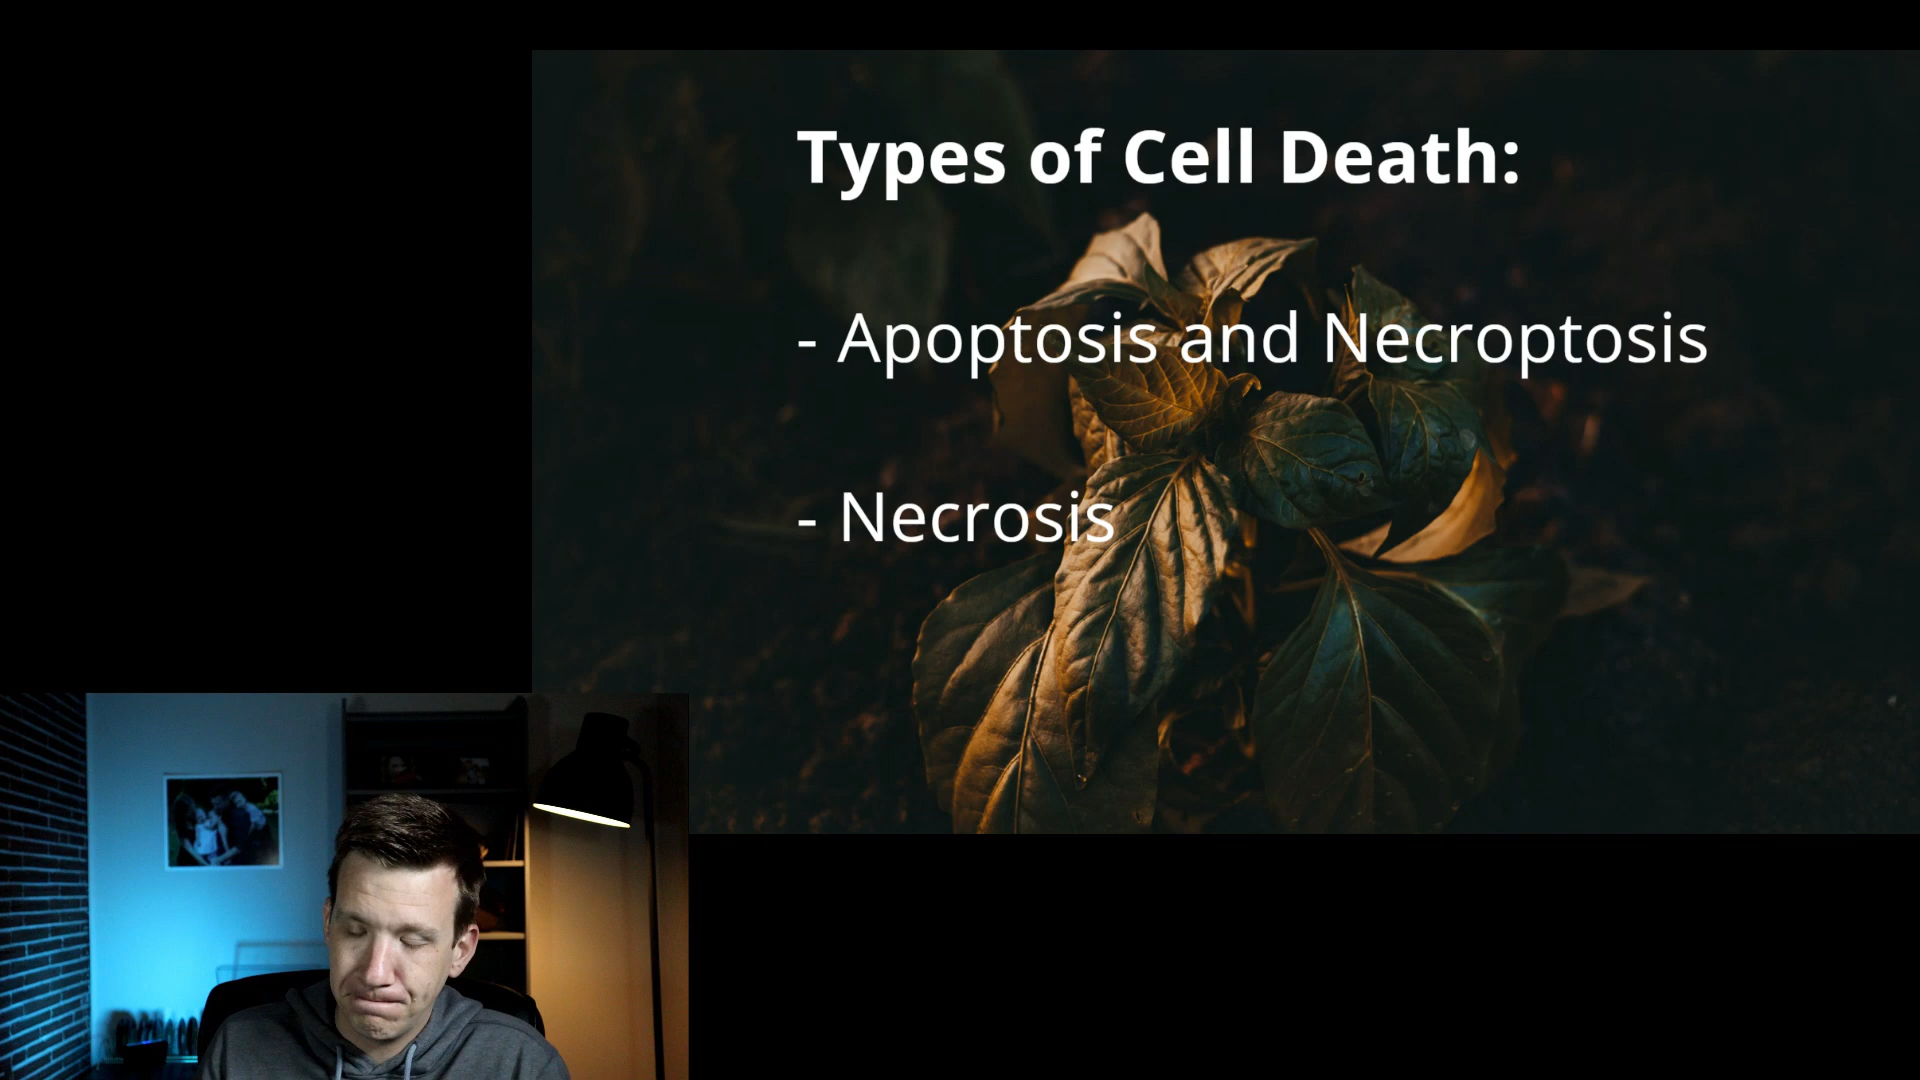 Types of Cell Death:
- Apoptosis and Necroptosis
- Necrosis